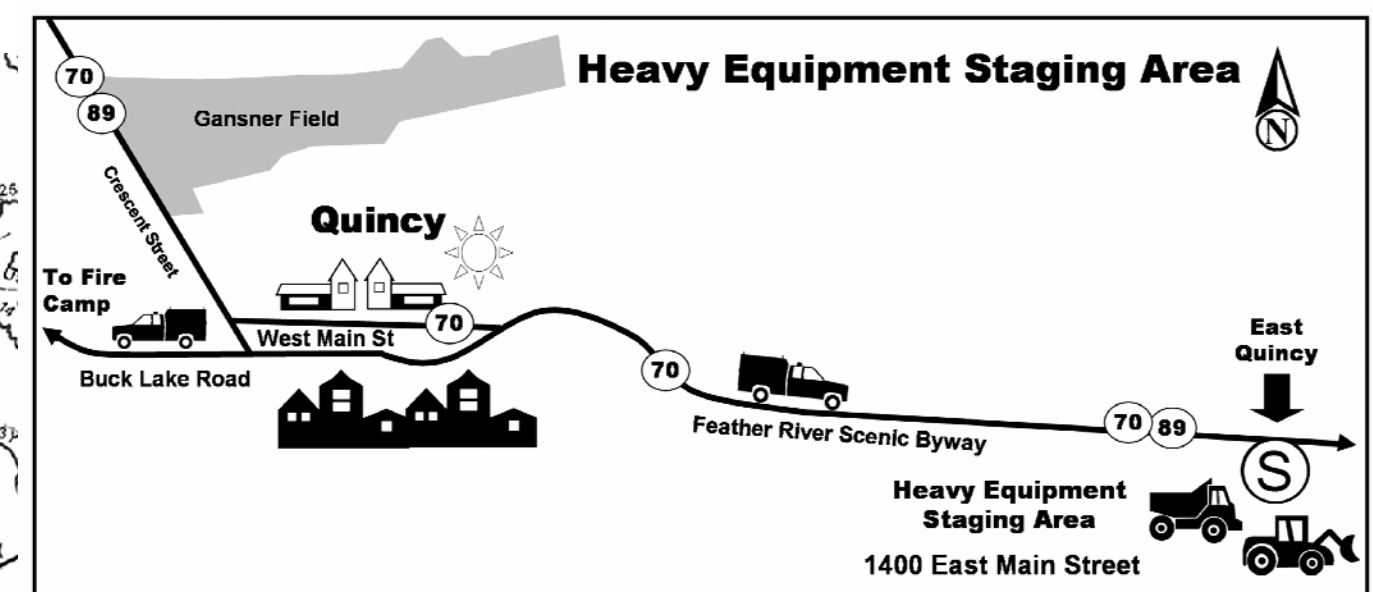 Heavy Equipment Staging Area
70
89
Gansner Field
N
Crescent Street
Quincy
To Fire
Camp
70
West Main St
Buck Lake Road
70
East
Quincy
Feather River Scenic Byway
70
89
S
Heavy Equipment
Staging Area
1400 East Main Street